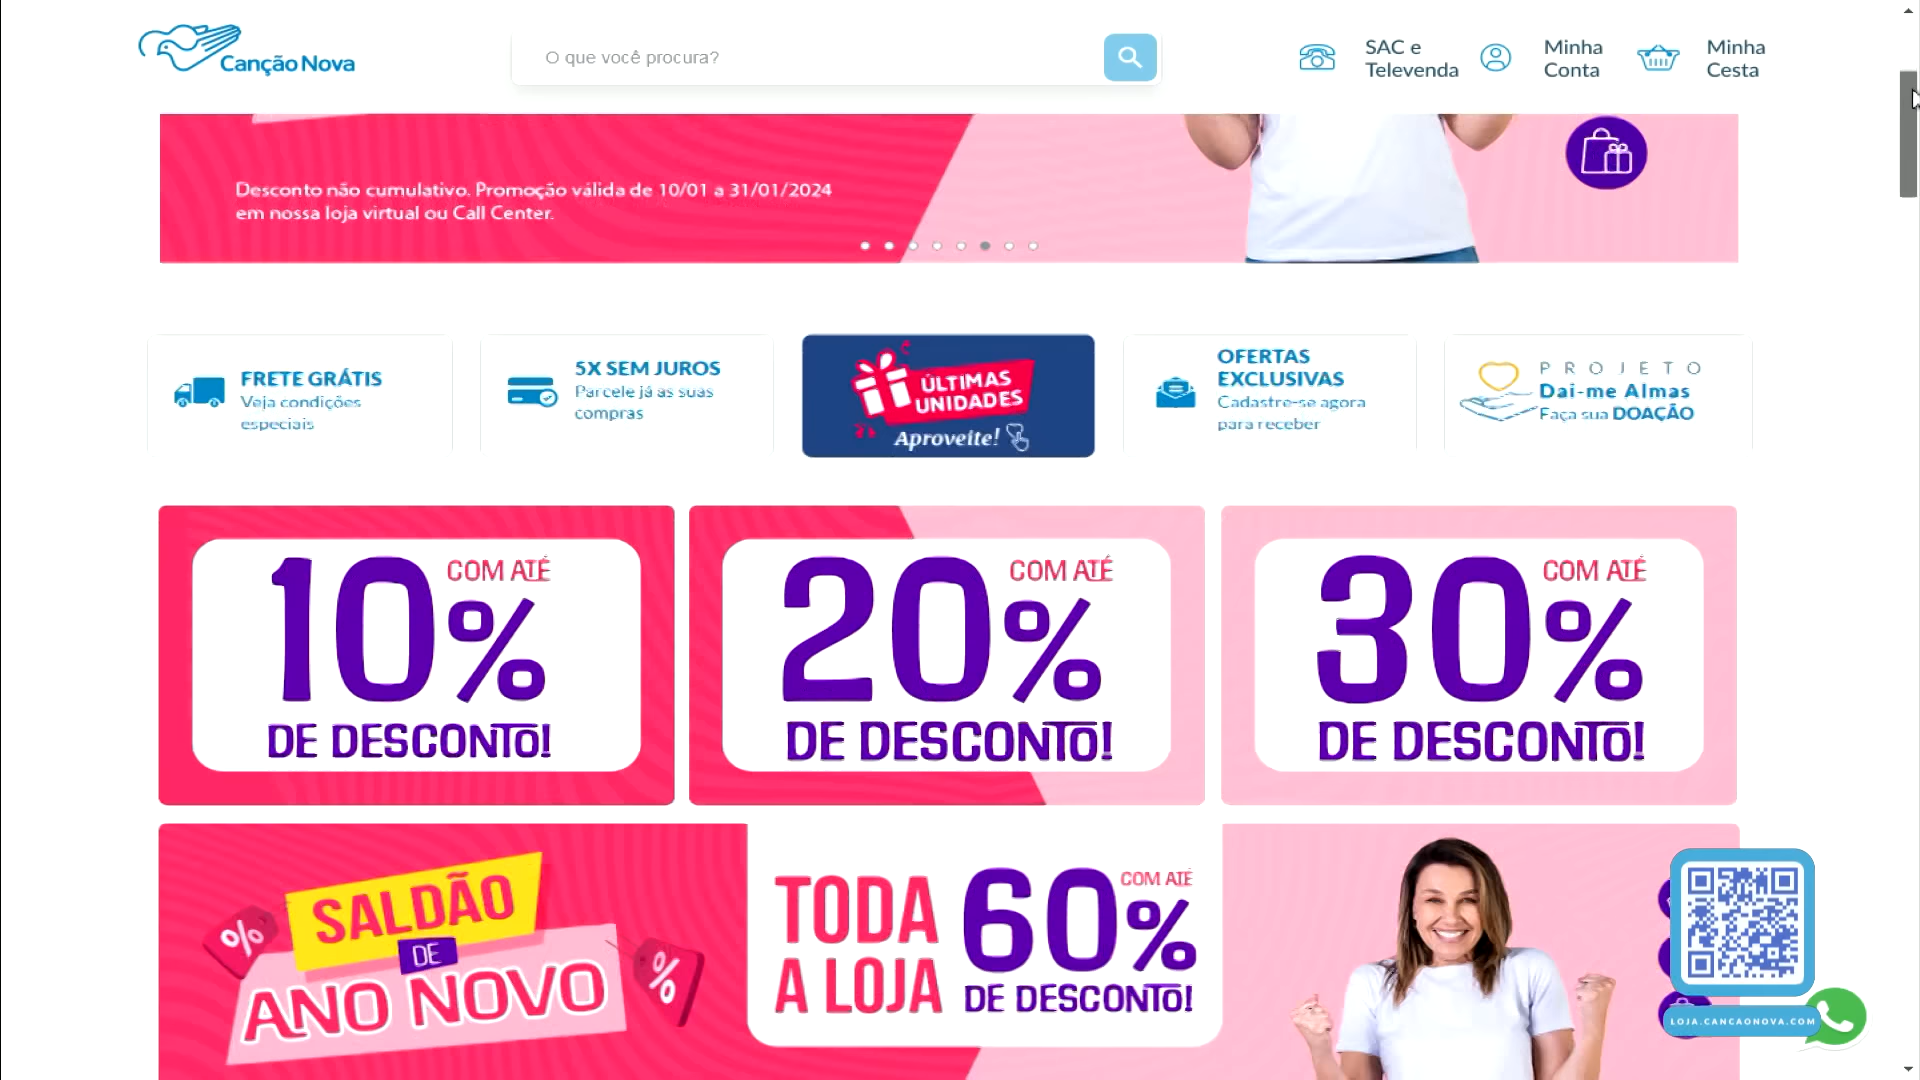 Canção Nova
O que você procura?
SAC e
Televenda
Minha
Conta
Minha
Cesta
Desconto não cumulativo. Promoção válida de 10/01 a 31/01/2024
em nossa loja virtual ou Call Center.
FRETE GRÁTIS
Veja condições
especiais
5X SEM JUROS
Parcele já as suas
compras
ÚLTIMAS
UNIDADES
Aproveite!
OFERTAS
EXCLUSIVAS
Cadastre-se agora
para receber
PROJETO
Dai-me Almas
Faça sua DOAÇÃO
COM ATÉ
10%
DE DESCONTO!
COM ATÉ
20%
DE DESCONTO!
COM ATÉ
30%
DE DESCONTO!
%
SALDÃO
DE
ANO NOVO
%
TODA
A LOJA
COM ATÉ
60%
DE DESCONTO!
LOJA.CANCAONOVA.COM